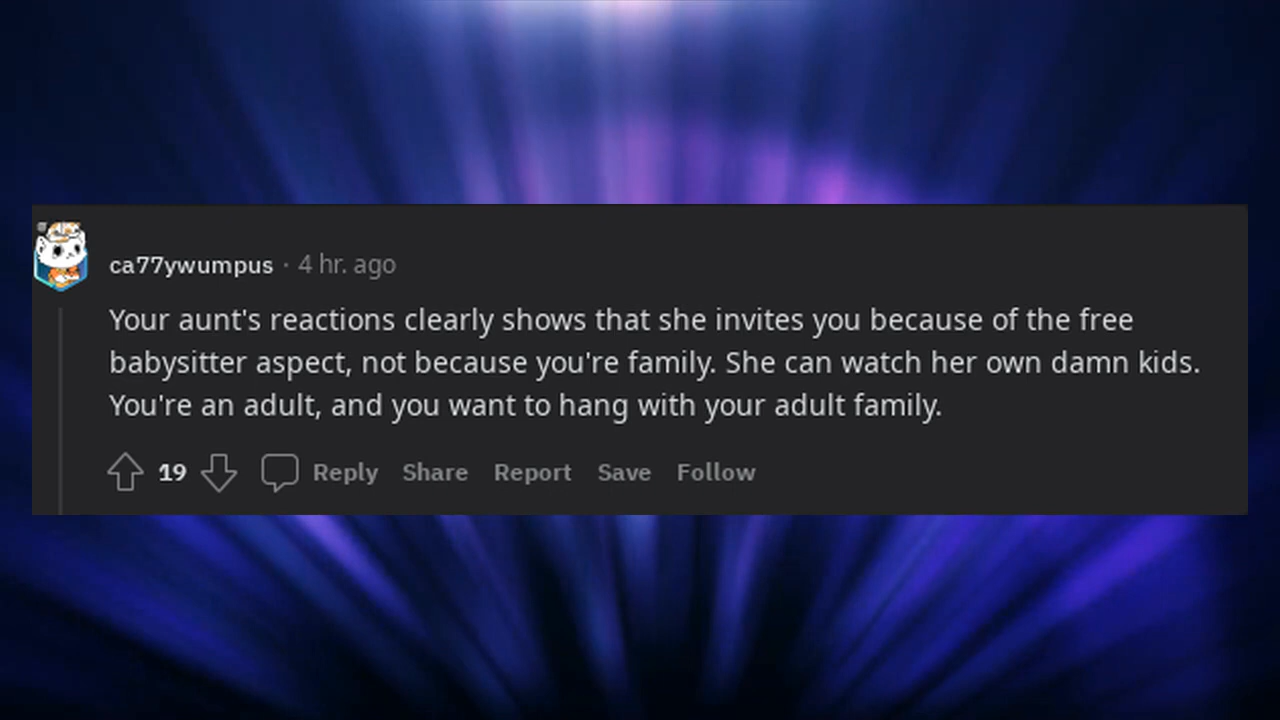 ca77ywumpus · 4 hr. ago
Your aunt's reactions clearly shows that she invites you because of the free
babysitter aspect, not because you're family. She can watch her own damn kids.
You're an adult, and you want to hang with your adult family.
19 Reply Share Report Save Follow